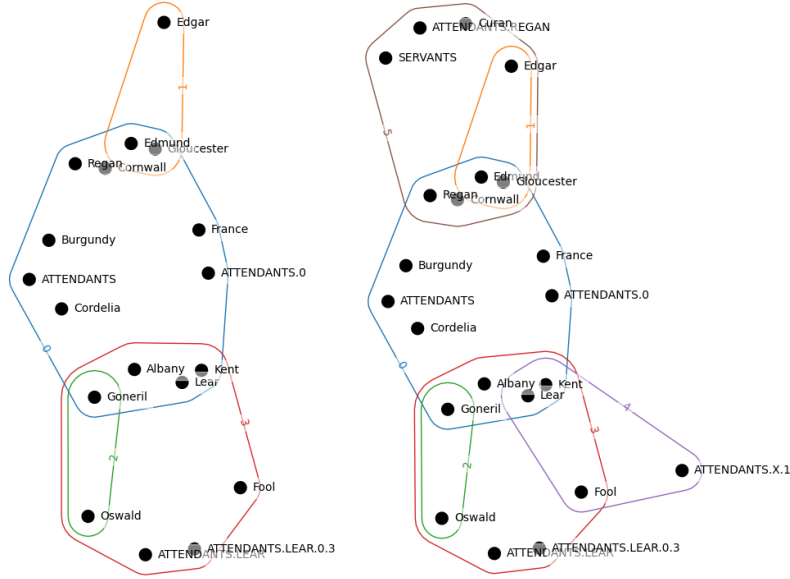 Edgar
1
Edmund
Gloucester
Regan
Cornwall
France
Burgundy
ATTENDANTS
ATTENDANTS.0
Cordelia
0
Albany
Kent
Lear
Goneril
3
2
Fool
Oswald
ATTENDANTS.LEAR.0.3
ATTENDANTS.LEAR
Curan
ATTENDANTS.REGAN
SERVANTS
Edgar
5
1
Edmund
Gloucester
Regan
Cornwall
France
Burgundy
ATTENDANTS.0
ATTENDANTS
Cordelia
0
Albany
Kent
Lear
Goneril
4
3
2
ATTENDANTS.X.1
Fool
Oswald
ATTENDANTS.LEAR.0.3
ATTENDANTS.LEAR